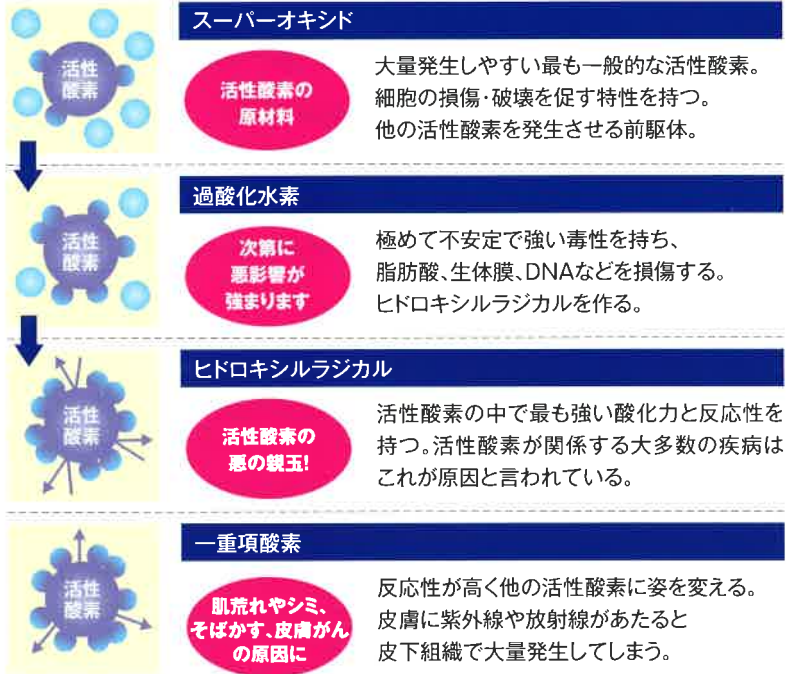 スーパーオキシド
活性
酸素
活性酸素の
原材料
大量発生しやすい最も一般的な活性酸素。
細胞の損傷・破壊を促す特性を持つ。
他の活性酸素を発生させる前駆体。
過酸化水素
活性
酸素
次第に
悪影響が
強まります
極めて不安定で強い毒性を持ち、
脂肪酸、生体膜、DNAなどを損傷する。
ヒドロキシルラジカルを作る。
ヒドロキシルラジカル
活性
酸素
活性酸素の
悪の親玉!
活性酸素の中で最も強い酸化力と反応性を
持つ。活性酸素が関係する大多数の疾病は
これが原因と言われている。
一重項酸素
活性
酸素
肌荒れやシミ、
そばかす、皮膚がん
の原因に
反応性が高く他の活性酸素に姿を変える。
皮膚に紫外線や放射線があたると
皮下組織で大量発生してしまう。